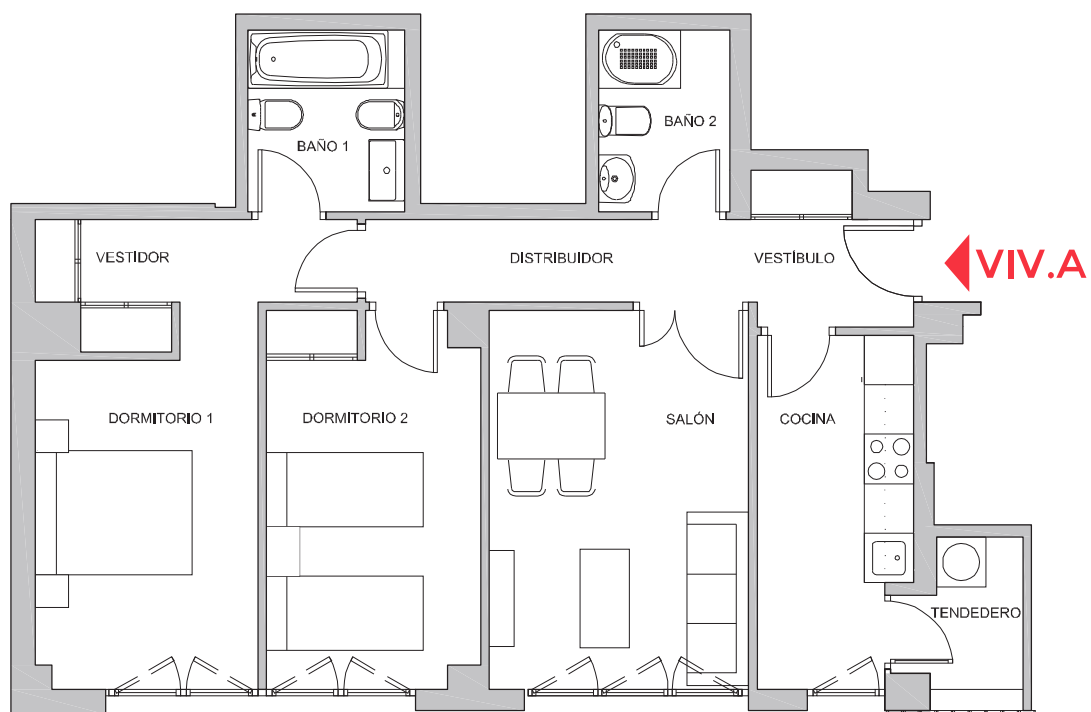 BAÑO 1
BAÑO 2
VESTIDOR
DISTRIBUIDOR
VESTÍBULO
VIV.A
DORMITORIO 1
DORMITORIO 2
SALÓN
COCINA
TENDEDERO